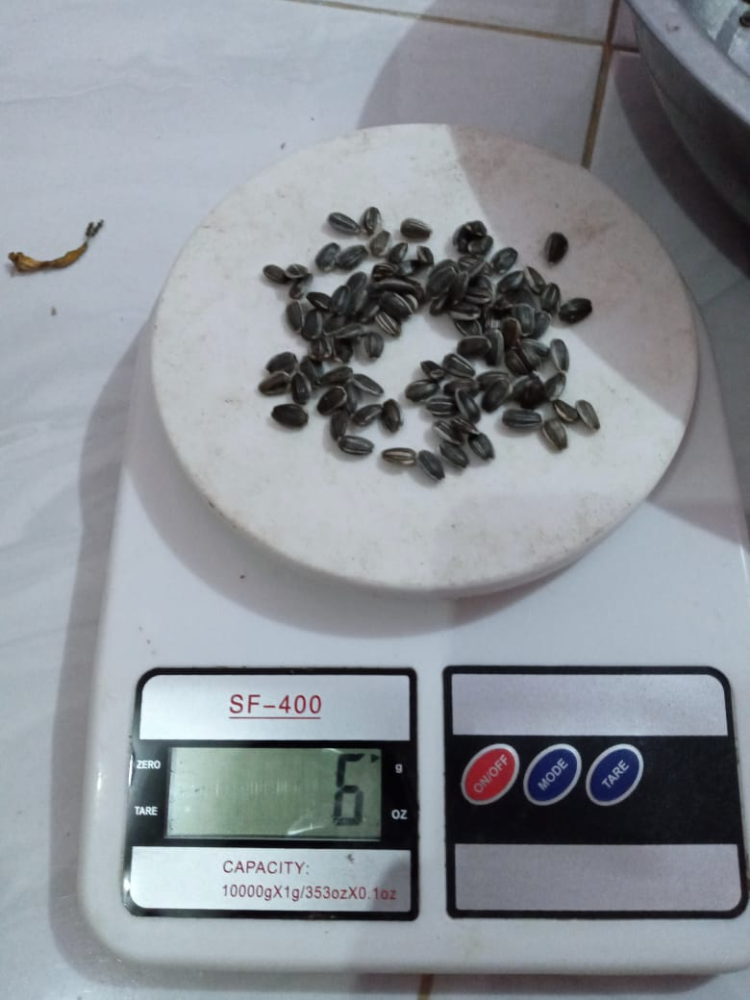 SF-400
ZERO
6
g
TARE
OZ
CAPACITY:
10000gX1g/353ozX0.1oz
ON/OFF
MODE
TARE